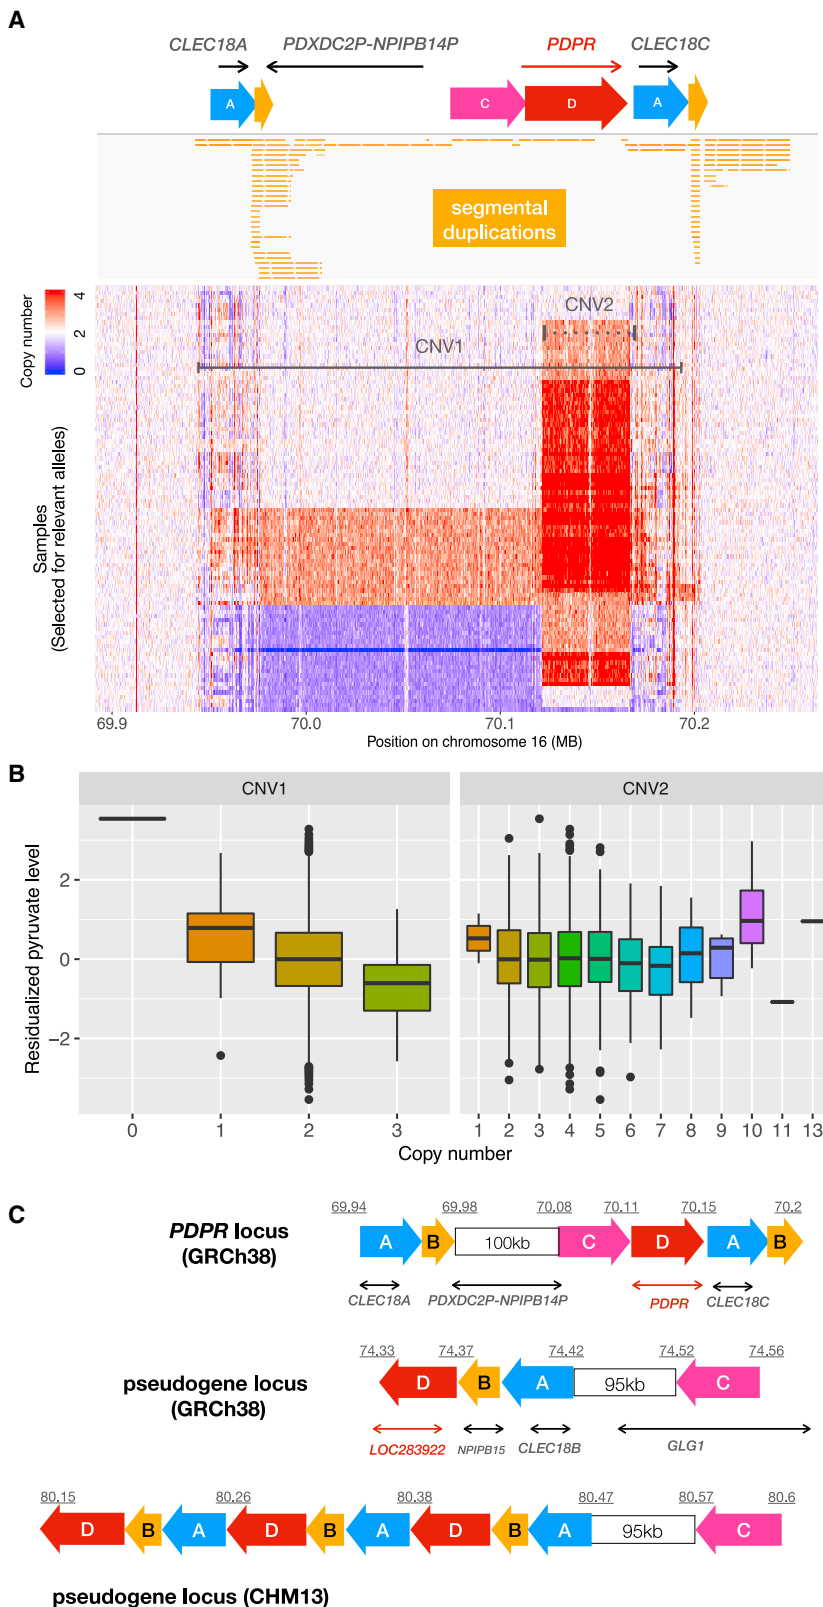 A
CLEC18A
PDXDC2P-NPIPB14P
PDPR
CLEC18C
A
C
D
A
segmental
duplications
Copy number
4
2
0
CNV2
CNV1
Samples
(Selected for relevant alleles)
69.9
70.0
70.1
70.2
Position on chromosome 16 (MB)
B
CNV1
CNV2
Residualized pyruvate level
2
0
−2
0
1
2
3
1
2
3
4
5
6
7
8
9
10
11
13
Copy number
C
PDPR locus
(GRCh38)
69.94
69.98
70.08
70.11
70.15
70.2
A
B
100kb
C
D
A
B
CLEC18A
PDXDC2P-NPIPB14P
PDPR
CLEC18C
pseudogene locus
(GRCh38)
74.33
74.37
74.42
74.52
74.56
D
B
A
95kb
C
LOC283922
NPIPB15
CLEC18B
GLG1
80.15
80.26
80.38
80.47
80.57
80.6
D
B
A
D
B
A
D
B
A
95kb
C
pseudogene locus (CHM13)